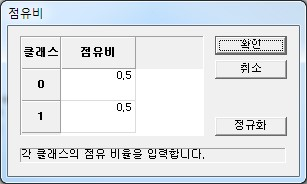 점유비
클래스 점유비
0 0,5
1 0,5
확인
취소
정규화
각 클래스의 점유 비율을 입력합니다.